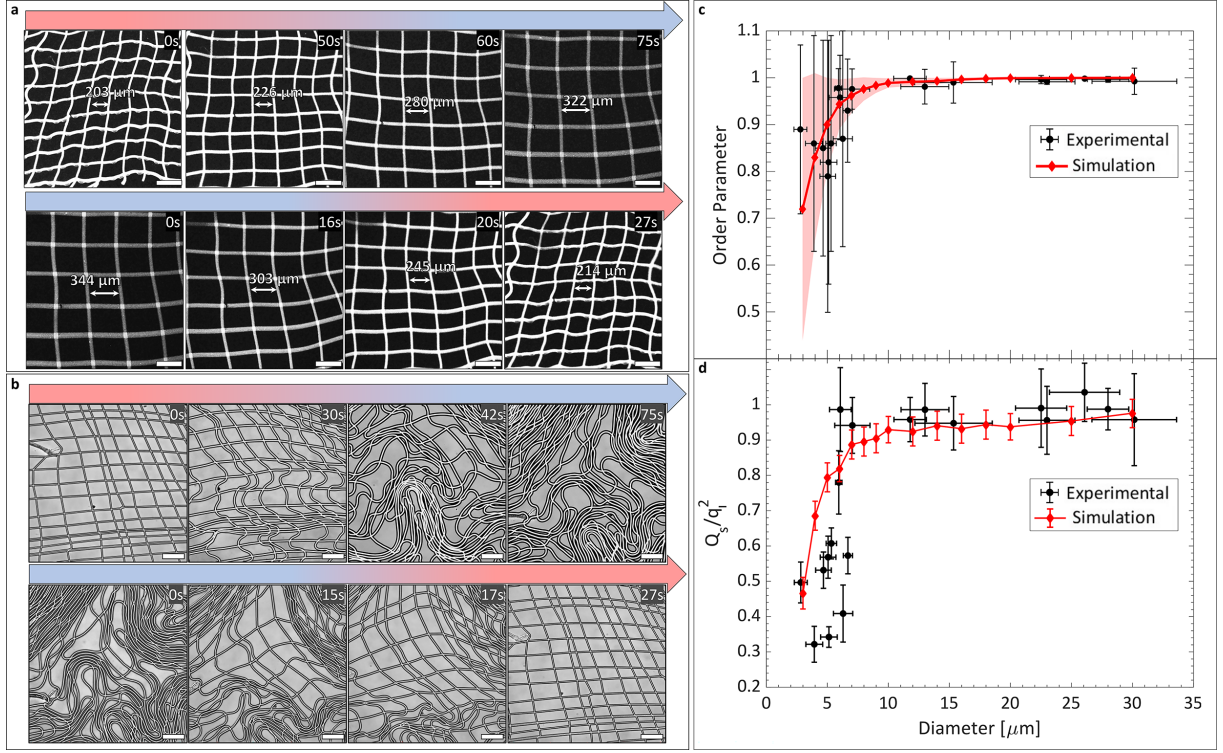 a
0s
50s
60s
75s
203 μm
226 μm
280 μm
322 μm
0s
16s
20s
27s
344 μm
303 μm
245 μm
214 μm
b
0s
30s
42s
75s
0s
15s
17s
27s
c
1.1
1
0.9
0.8
0.7
0.6
0.5
Order Parameter
Experimental
Simulation
d
1.1
1
0.9
0.8
0.7
0.6
0.5
0.4
0.3
0.2
Qₛ/qₗ²
Experimental
Simulation
0 5 10 15 20 25 30 35
Diameter [μm]